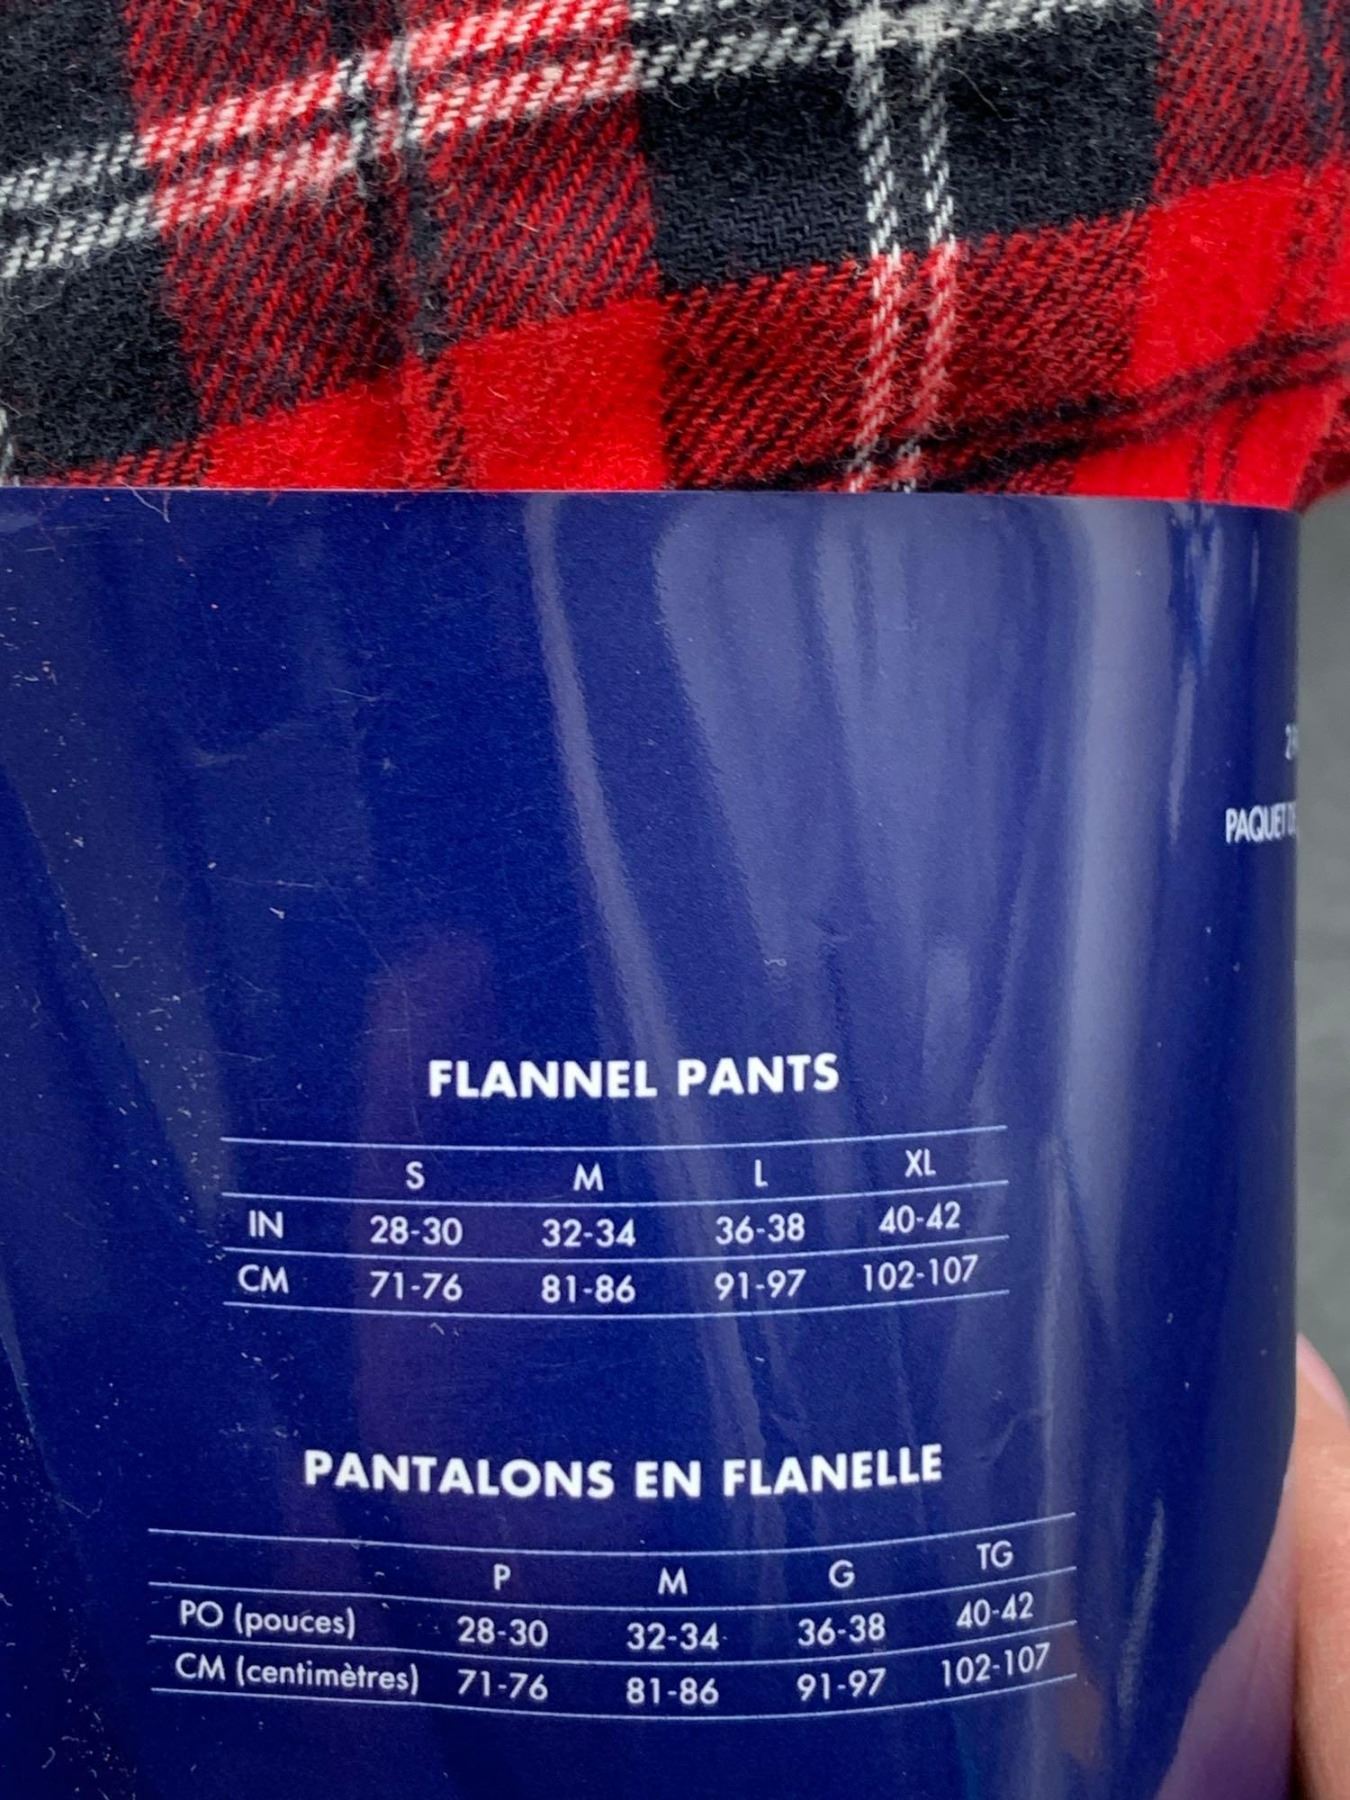 PAQUET
FLANNEL PANTS
S M L XL
IN 28-30 32-34 36-38 40-42
CM 71-76 81-86 91-97 102-107
PANTALONS EN FLANELLE
P M G TG
PO (pouces) 28-30 32-34 36-38 40-42
CM (centimètres) 71-76 81-86 91-97 102-107